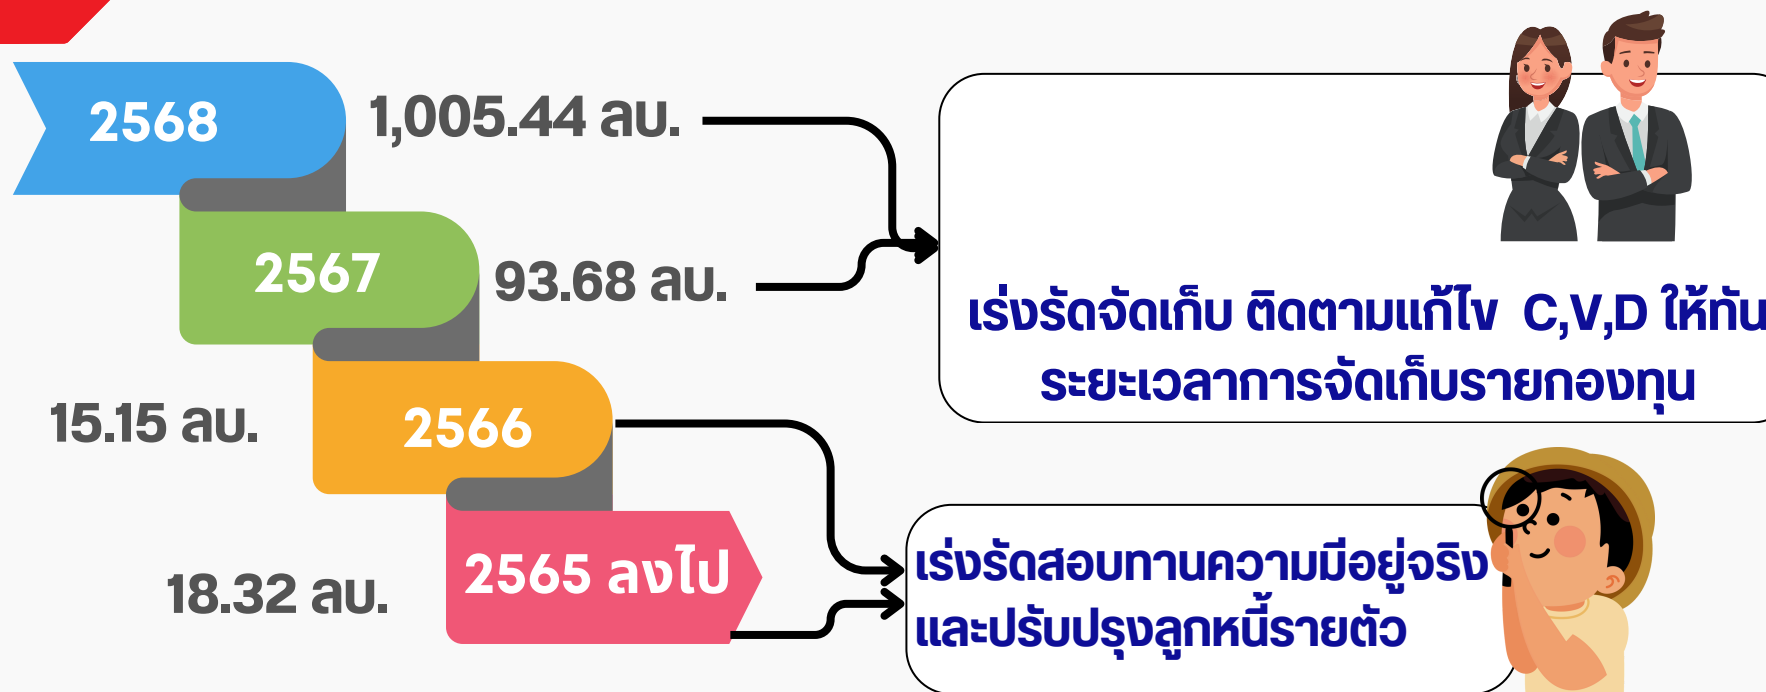 2568
1,005.44 ลบ.
2567
93.68 ลบ.
เร่งรัดจัดเก็บ ติดตามแก้ไข C,V,D ให้ทัน
ระยะเวลาการจัดเก็บรายกองทุน
15.15 ลบ.
2566
18.32 ลบ.
2565 ลงไป
เร่งรัดสอบทานความมีอยู่จริง
และปรับปรุงลูกหนี้รายตัว